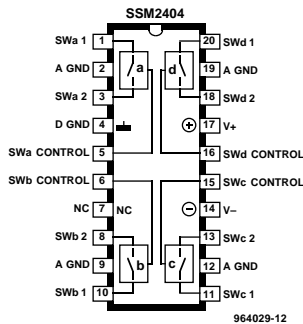 SSM2404
SWa 1 1 20 SWd 1
A GND 2 a d 19 A GND
SWa 2 3 18 SWd 2
D GND 4 + 17 V+
SWa CONTROL 5 16 SWd CONTROL
SWb CONTROL 6 15 SWc CONTROL
NC 7 NC − 14 V–
SWb 2 8 13 SWc 2
A GND 9 b c 12 A GND
SWb 1 10 11 SWc 1
964029-12